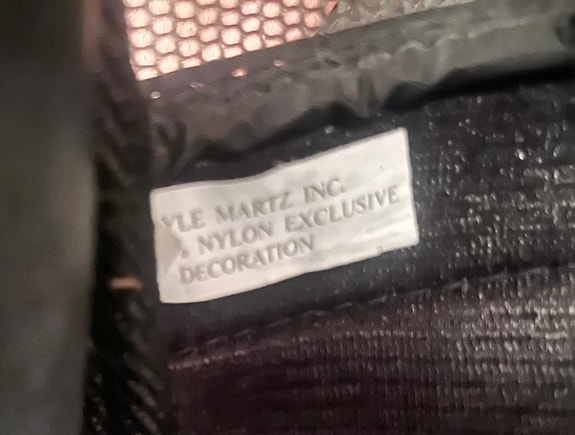 YLE MARTZ INC.
NYLON EXCLUSIVE
DECORATION